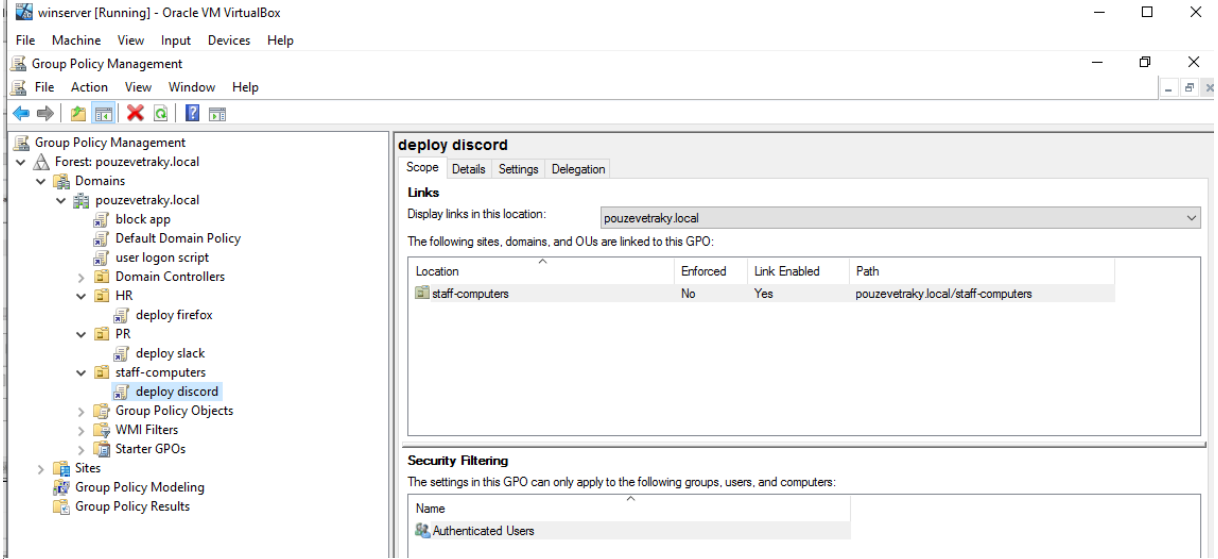 winserver [Running] - Oracle VM VirtualBox
File Machine View Input Devices Help
Group Policy Management
File Action View Window Help
Group Policy Management
Forest: pouzevetraky.local
Domains
pouzevetraky.local
block app
Default Domain Policy
user logon script
Domain Controllers
HR
deploy firefox
PR
deploy slack
staff-computers
deploy discord
Group Policy Objects
WMI Filters
Starter GPOs
Sites
Group Policy Modeling
Group Policy Results
deploy discord
Scope Details Settings Delegation
Links
Display links in this location: pouzevetraky.local
The following sites, domains, and OUs are linked to this GPO:
Location Enforced Link Enabled Path
staff-computers No Yes pouzevetraky.local/staff-computers
Security Filtering
The settings in this GPO can only apply to the following groups, users, and computers:
Name
Authenticated Users